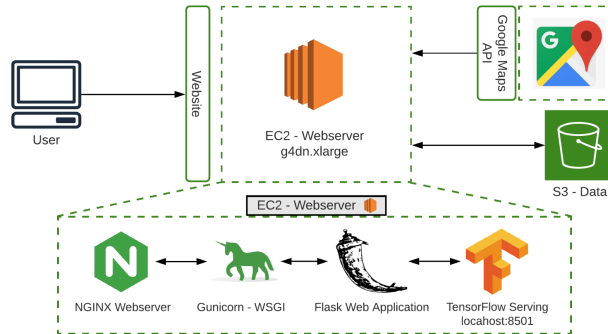 User
Website
EC2 - Webserver
g4dn.xlarge
Google Maps
API
G
S3 - Data
EC2 - Webserver
N
NGINX Webserver
Gunicorn - WSGI
Flask Web Application
TensorFlow Serving
locahost:8501